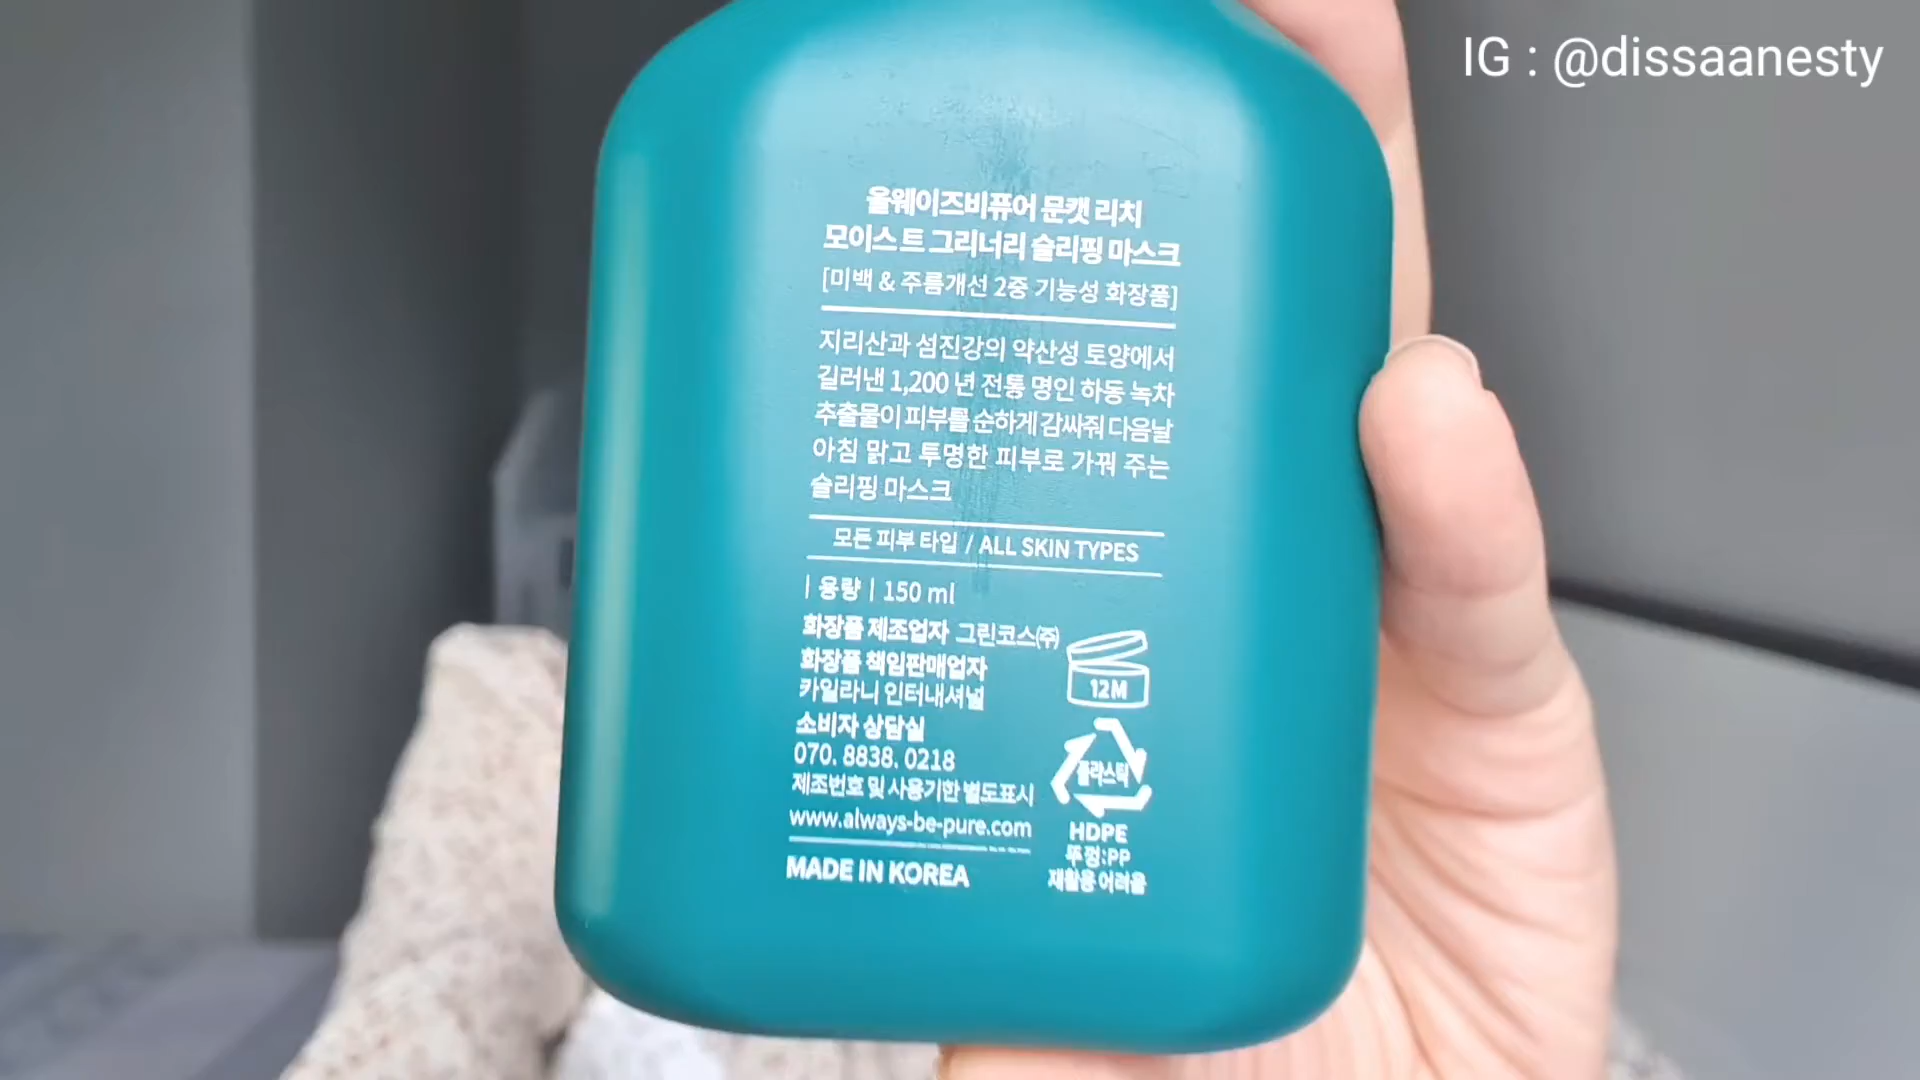 IG : @dissaanesty
올웨이즈비퓨어 문캣 리치
모이스트 그리너리 슬리핑 마스크
[미백 & 주름개선 2중 기능성 화장품]
지리산과 섬진강의 약산성 토양에서
길러낸 1,200 년 전통 명인 하동 녹차
추출물이 피부를 순하게 감싸줘 다음날
아침 맑고 투명한 피부로 가꿔 주는
슬리핑 마스크
모든 피부 타입 / ALL SKIN TYPES
| 용량 | 150 ml
화장품 제조업자 그린코스㈜
화장품 책임판매업자
카일라니 인터내셔널
소비자 상담실
070. 8838. 0218
제조번호 및 사용기한 별도표시
www.always-be-pure.com
MADE IN KOREA
12M
플라스틱
HDPE
뚜껑:PP
재활용 어려움